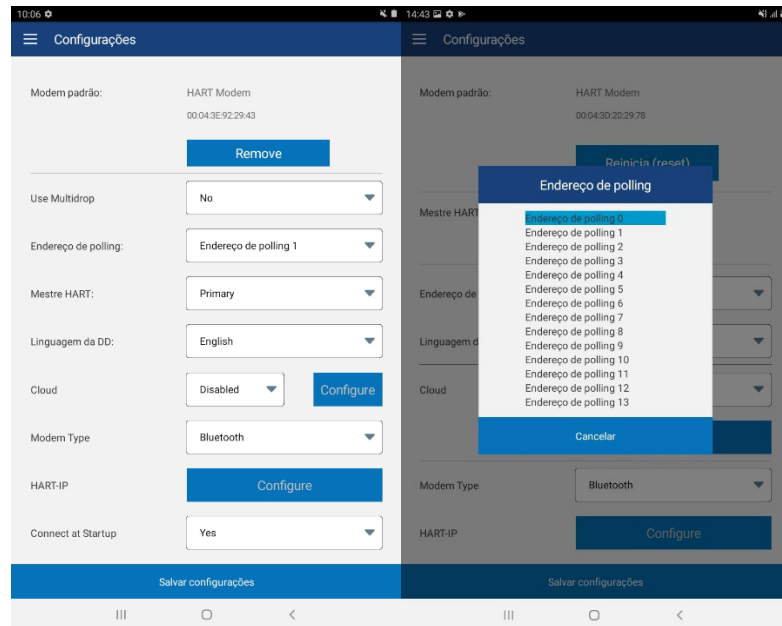 10:06
Configurações
Modem padrão:
HART Modem
00:04:3E:92:29:43
Remove
Use Multidrop
No
Endereço de polling:
Endereço de polling 1
Mestre HART:
Primary
Linguagem da DD:
English
Cloud
Disabled
Configure
Modem Type
Bluetooth
HART-IP
Configure
Connect at Startup
Yes
Salvar configurações
14:43
Configurações
Modem padrão:
HART Modem
00:04:3D:20:29:78
Reinicia (reset)
Mestre HART
Endereço de
Linguagem d
Cloud
Endereço de polling
Endereço de polling 0
Endereço de polling 1
Endereço de polling 2
Endereço de polling 3
Endereço de polling 4
Endereço de polling 5
Endereço de polling 6
Endereço de polling 7
Endereço de polling 8
Endereço de polling 9
Endereço de polling 10
Endereço de polling 11
Endereço de polling 12
Endereço de polling 13
Cancelar
Modem Type
Bluetooth
HART-IP
Configure
Salvar configurações